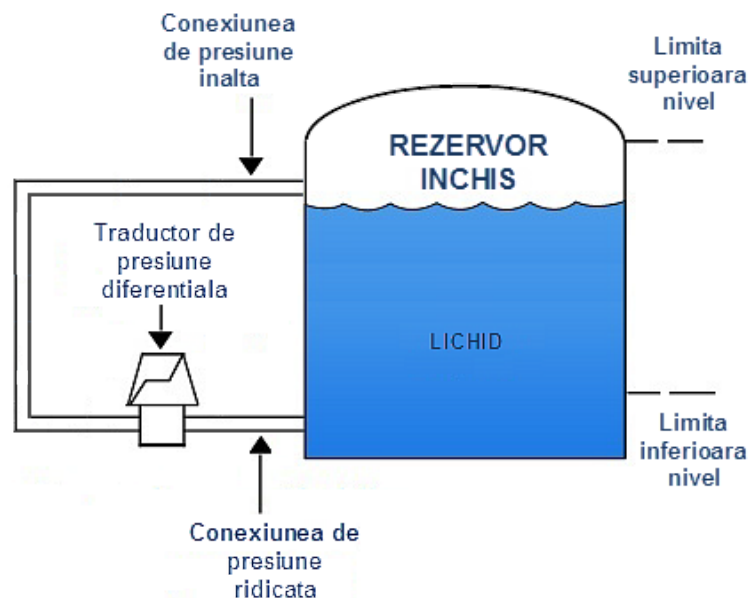 Conexiunea
de presiune
inalta
Limita
superioara
nivel
REZERVOR
INCHIS
Traductor de
presiune
diferentiala
LICHID
Limita
inferioara
nivel
Conexiunea de
presiune
ridicata